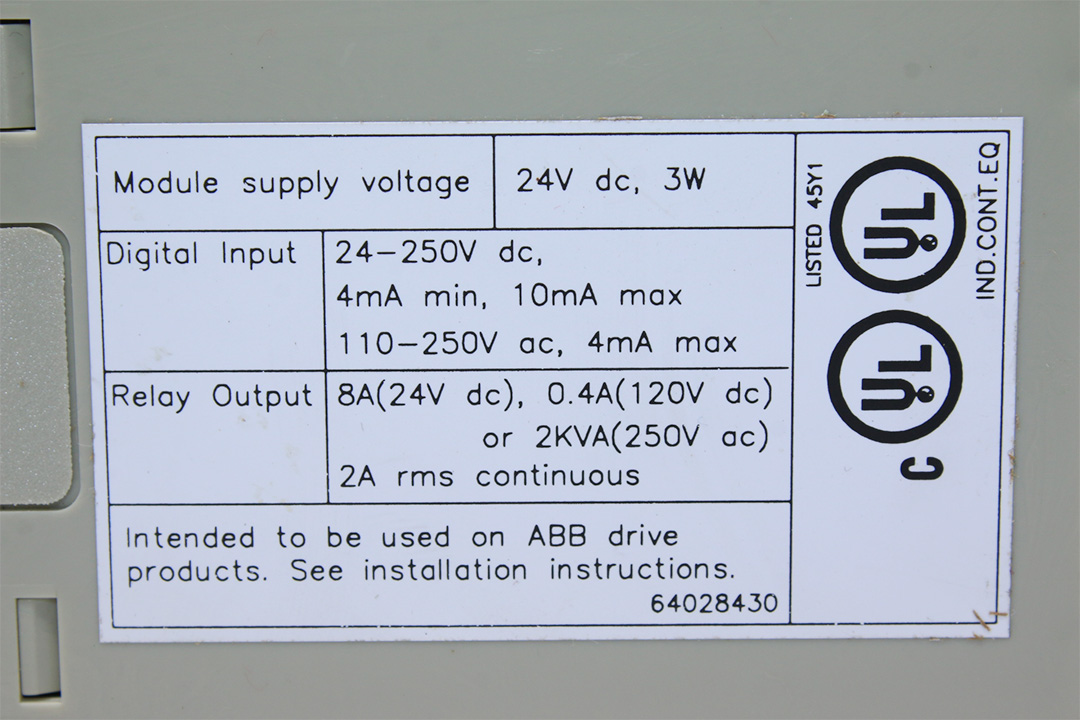 Module supply voltage
24V dc, 3W
Digital Input
24-250V dc,
4mA min, 10mA max
110-250V ac, 4mA max
Relay Output
8A(24V dc), 0.4A(120V dc)
or 2KVA(250V ac)
2A rms continuous
Intended to be used on ABB drive
products. See installation instructions.
64028430
LISTED 45Y1
UL
IND.CONT.EQ
UL
C